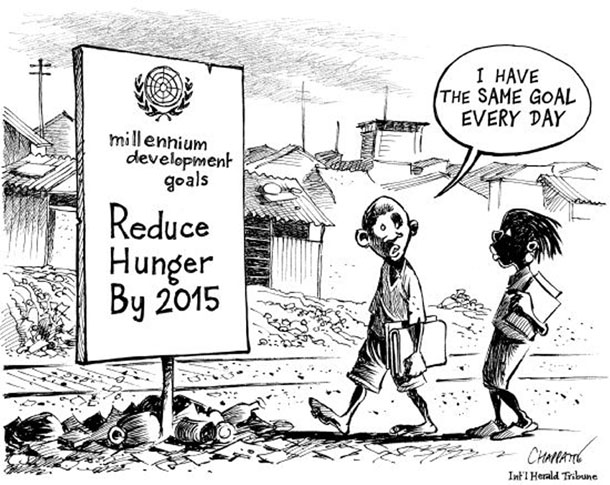 millennium
development
goals
Reduce
Hunger
By 2015
I HAVE
THE SAME GOAL
EVERY DAY
CHAPPATTE
Int'l Herald Tribune